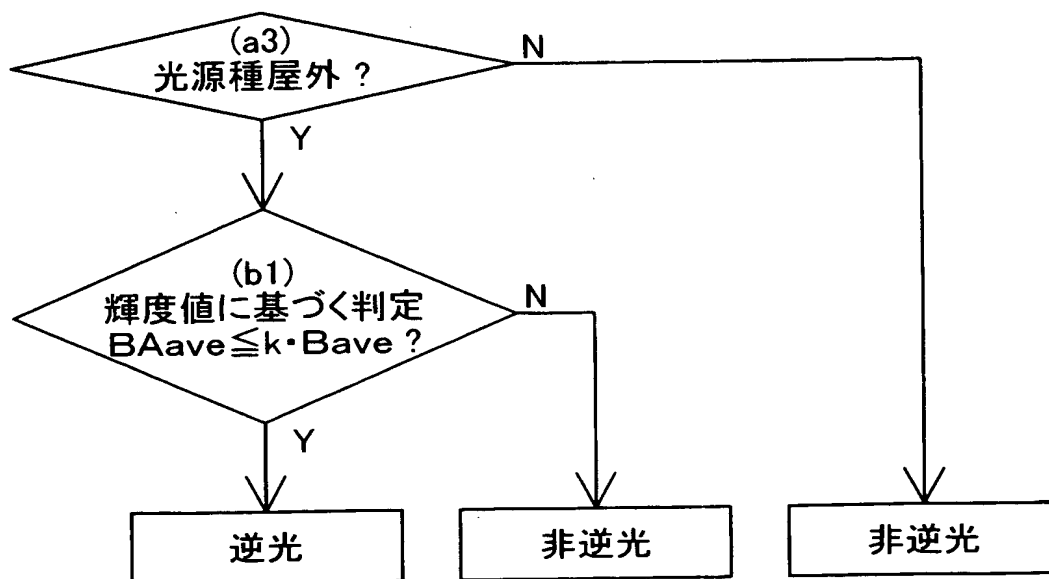 (a3)
光源種屋外?
N
Y
(b1)
輝度値に基づく判定
BAave≦k・Bave?
N
Y
逆光
非逆光
非逆光